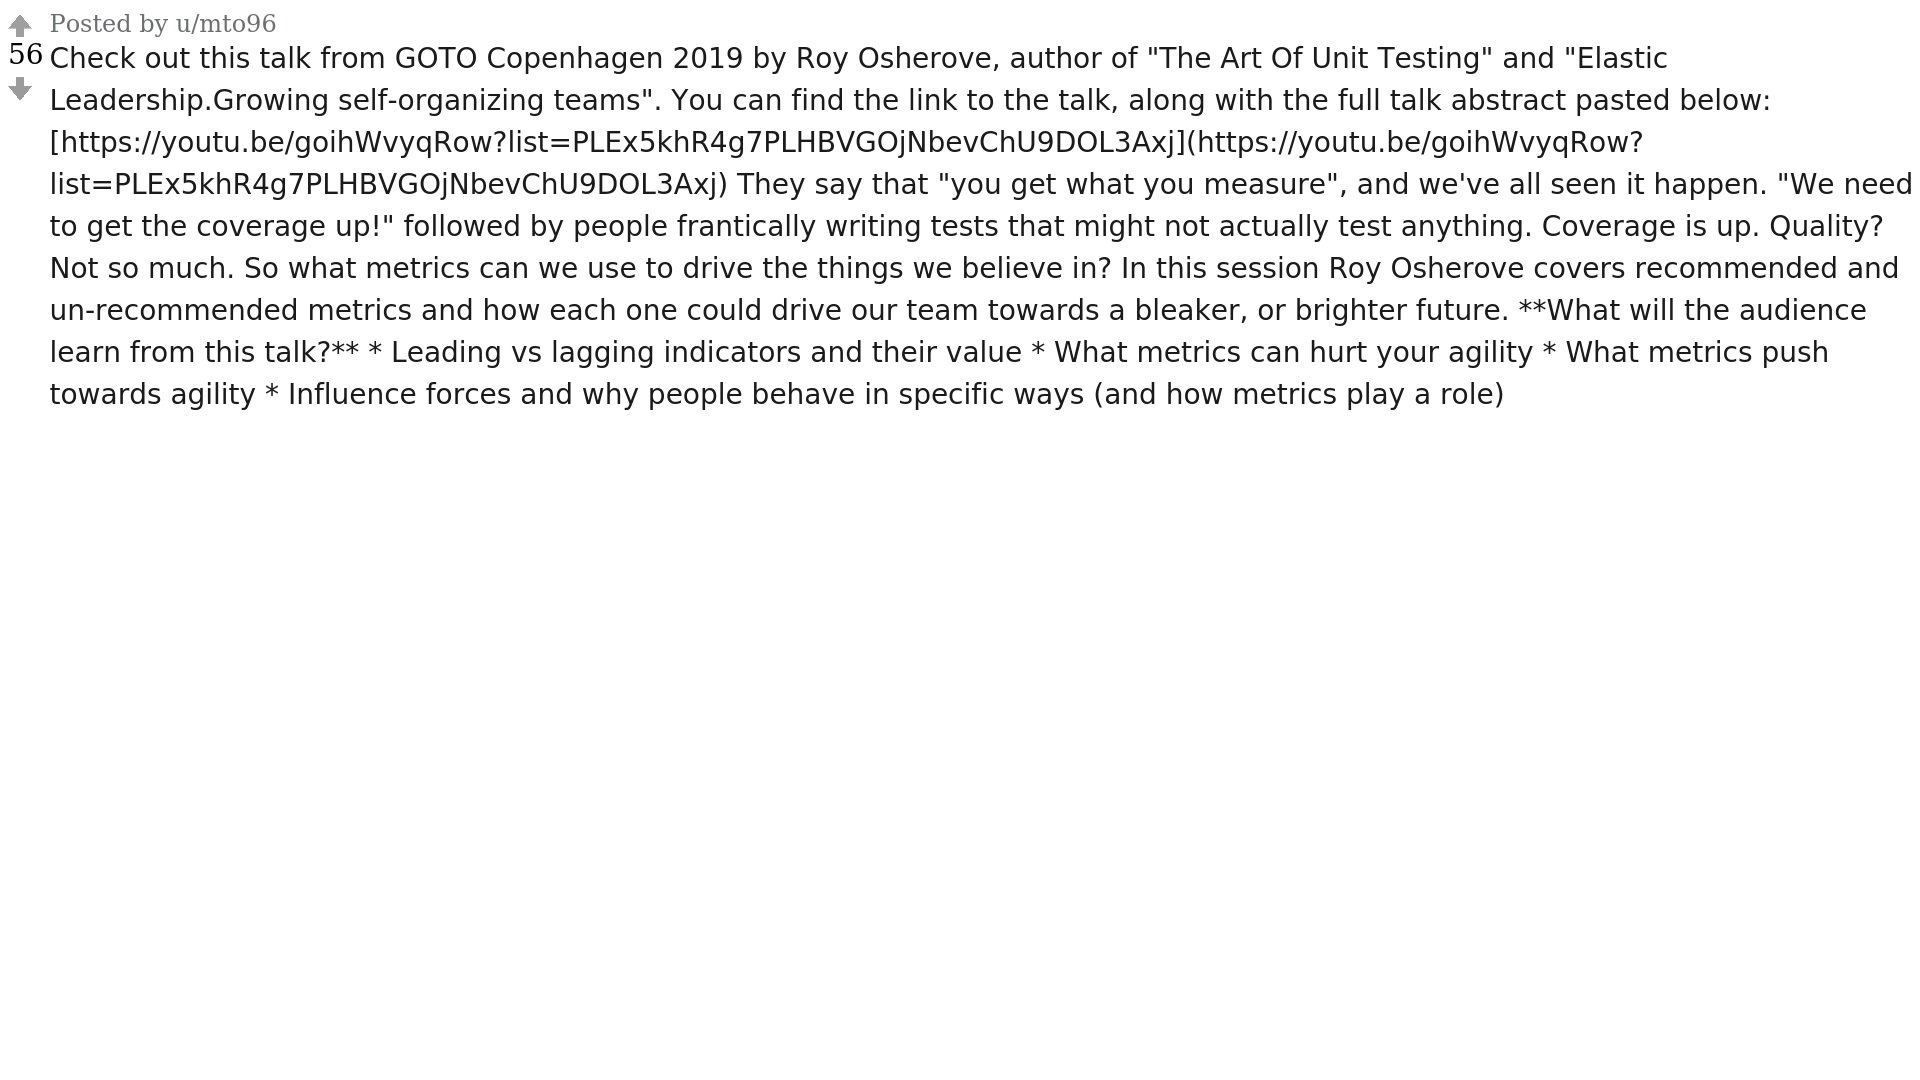 Posted by u/mto96
56
Check out this talk from GOTO Copenhagen 2019 by Roy Osherove, author of "The Art Of Unit Testing" and "Elastic
Leadership.Growing self-organizing teams". You can find the link to the talk, along with the full talk abstract pasted below:
[https://youtu.be/goihWvyqRow?list=PLEx5khR4g7PLHBVGOjNbevChU9DOL3Axj](https://youtu.be/goihWvyqRow?
list=PLEx5khR4g7PLHBVGOjNbevChU9DOL3Axj) They say that "you get what you measure", and we've all seen it happen. "We need
to get the coverage up!" followed by people frantically writing tests that might not actually test anything. Coverage is up. Quality?
Not so much. So what metrics can we use to drive the things we believe in? In this session Roy Osherove covers recommended and
un-recommended metrics and how each one could drive our team towards a bleaker, or brighter future. **What will the audience
learn from this talk?** * Leading vs lagging indicators and their value * What metrics can hurt your agility * What metrics push
towards agility * Influence forces and why people behave in specific ways (and how metrics play a role)